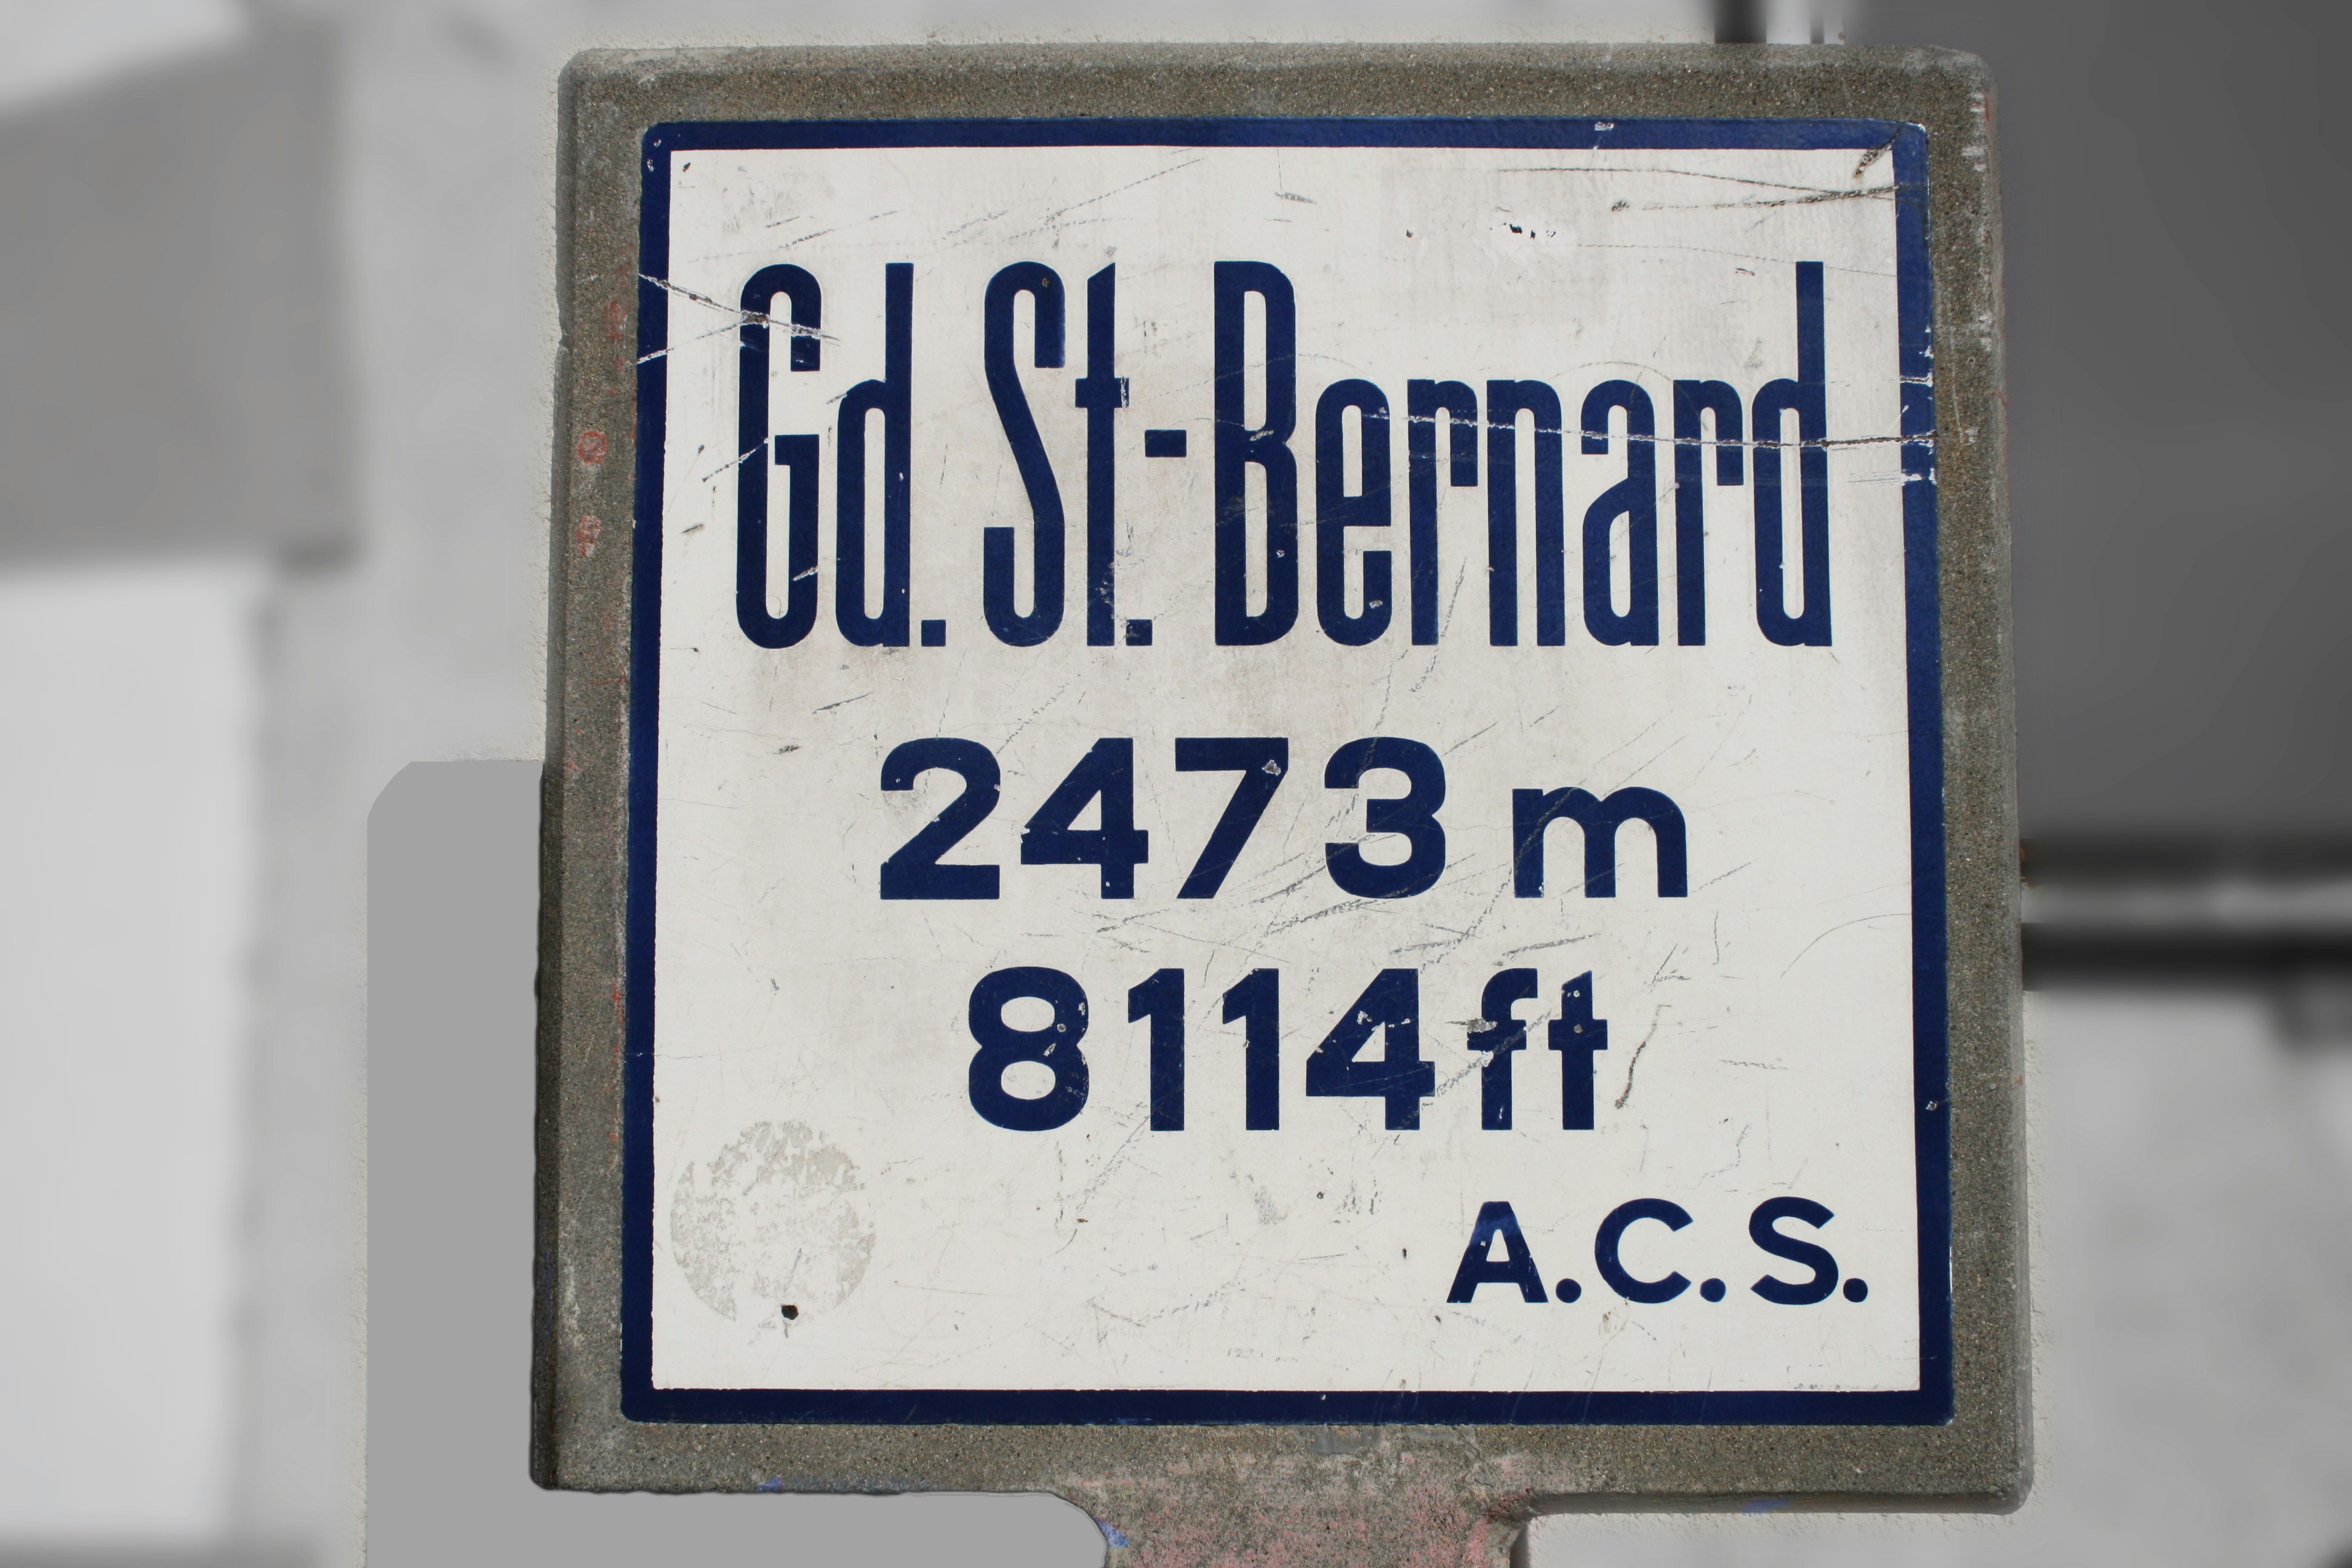 Gd. St.-Bernard
2473 m
8114 ft
A.C.S.